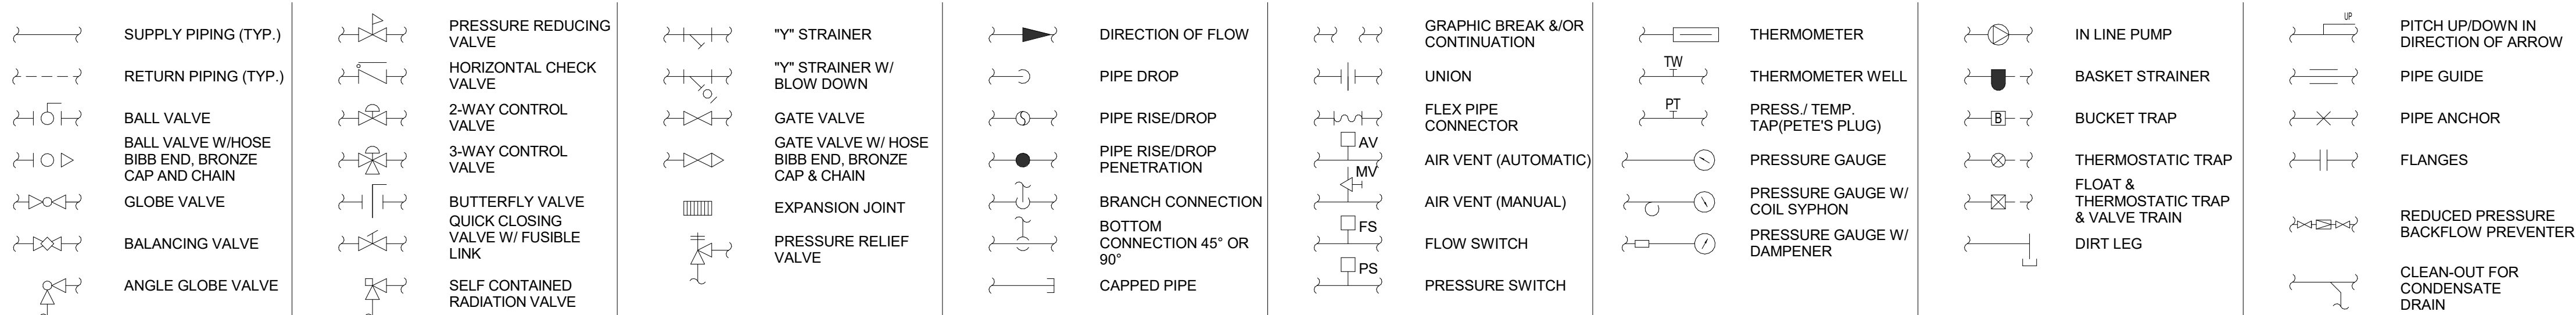 SUPPLY PIPING (TYP.)
RETURN PIPING (TYP.)
BALL VALVE
BALL VALVE W/HOSE
BIBB END, BRONZE
CAP AND CHAIN
GLOBE VALVE
BALANCING VALVE
ANGLE GLOBE VALVE
PRESSURE REDUCING
VALVE
HORIZONTAL CHECK
VALVE
2-WAY CONTROL
VALVE
3-WAY CONTROL
VALVE
BUTTERFLY VALVE
QUICK CLOSING
VALVE W/ FUSIBLE
LINK
SELF CONTAINED
RADIATION VALVE
"Y" STRAINER
"Y" STRAINER W/
BLOW DOWN
GATE VALVE
GATE VALVE W/ HOSE
BIBB END, BRONZE
CAP & CHAIN
EXPANSION JOINT
PRESSURE RELIEF
VALVE
DIRECTION OF FLOW
PIPE DROP
PIPE RISE/DROP
PIPE RISE/DROP
PENETRATION
BRANCH CONNECTION
BOTTOM
CONNECTION 45° OR
90°
CAPPED PIPE
GRAPHIC BREAK &/OR
CONTINUATION
UNION
FLEX PIPE
CONNECTOR
AV
AIR VENT (AUTOMATIC)
MV
AIR VENT (MANUAL)
FS
FLOW SWITCH
PS
PRESSURE SWITCH
THERMOMETER
TW
THERMOMETER WELL
PT
PRESS./ TEMP.
TAP(PETE'S PLUG)
PRESSURE GAUGE
PRESSURE GAUGE W/
COIL SYPHON
PRESSURE GAUGE W/
DAMPENER
IN LINE PUMP
BASKET STRAINER
B
BUCKET TRAP
THERMOSTATIC TRAP
FLOAT &
THERMOSTATIC TRAP
& VALVE TRAIN
DIRT LEG
UP
PITCH UP/DOWN IN
DIRECTION OF ARROW
PIPE GUIDE
PIPE ANCHOR
FLANGES
REDUCED PRESSURE
BACKFLOW PREVENTER
CLEAN-OUT FOR
CONDENSATE
DRAIN